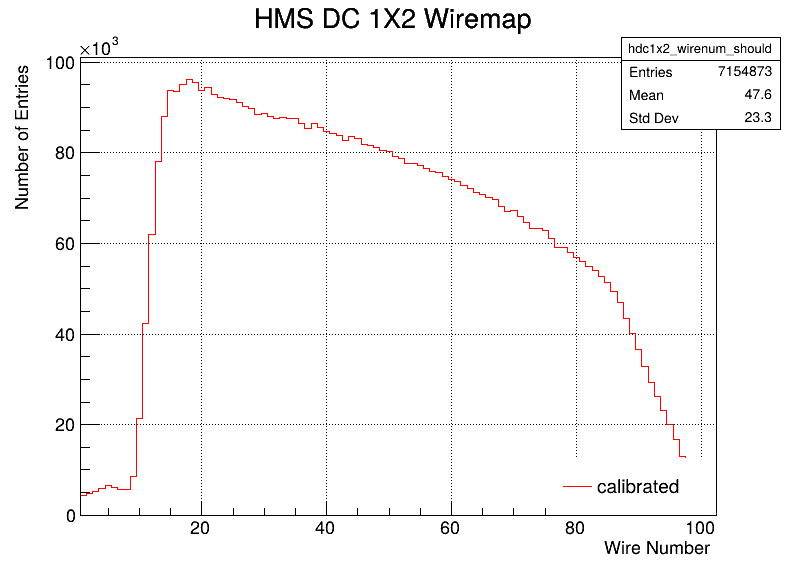 HMS DC 1X2 Wiremap
×10³
hdc1x2_wirenum_should
Entries 7154873
Mean 47.6
Std Dev 23.3
Number of Entries
100
80
60
40
20
0
calibrated
20 40 60 80 100
Wire Number